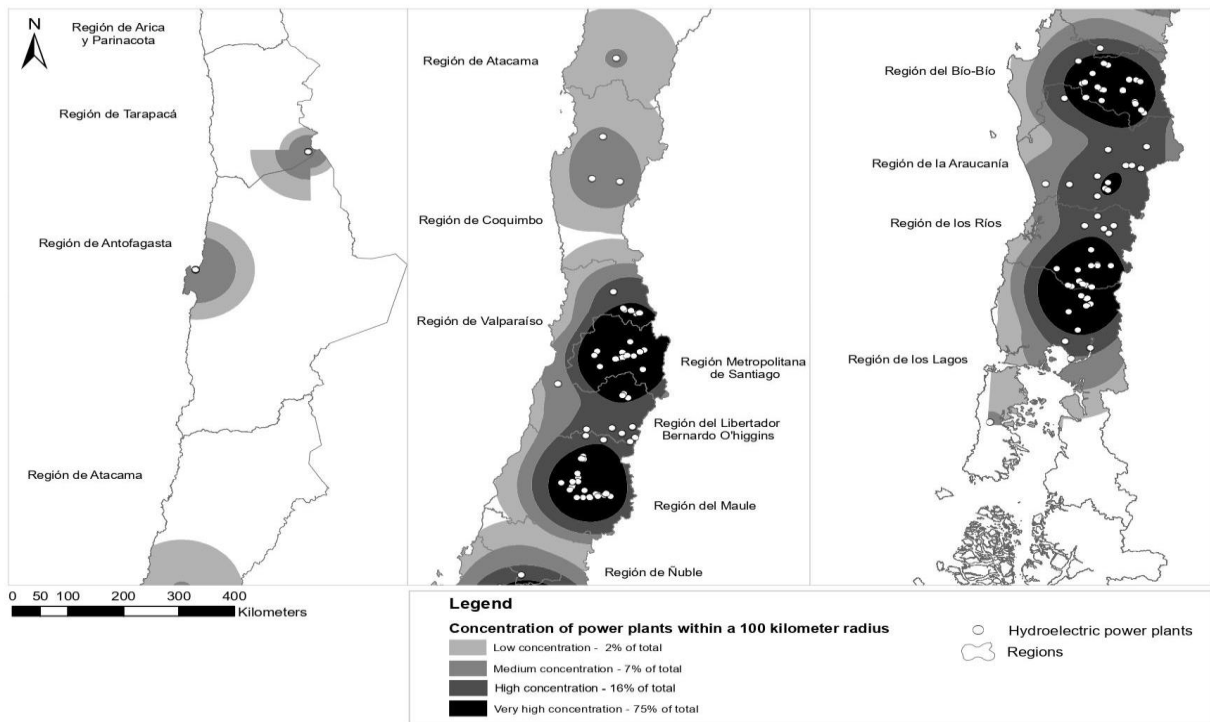 N
Región de Arica
y Parinacota
Región de Tarapacá
Región de Antofagasta
Región de Atacama
0 50 100 200 300 400
Kilometers
Región de Atacama
Región de Coquimbo
Región de Valparaíso
Región Metropolitana
de Santiago
Región del Libertador
Bernardo O'higgins
Región del Maule
Región de Ñuble
Región del Bío-Bío
Región de la Araucanía
Región de los Ríos
Región de los Lagos
Legend
Concentration of power plants within a 100 kilometer radius
Low concentration - 2% of total
Medium concentration - 7% of total
High concentration - 16% of total
Very high concentration - 75% of total
Hydroelectric power plants
Regions